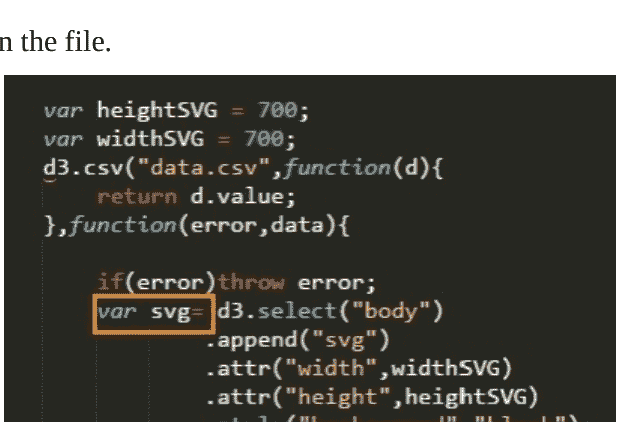 n the file.
var heightSVG = 700;
var widthSVG = 700;
d3.csv("data.csv",function(d){
return d.value;
},function(error,data){
if(error)throw error;
var svg= d3.select("body")
.append("svg")
.attr("width",widthSVG)
.attr("height",heightSVG)